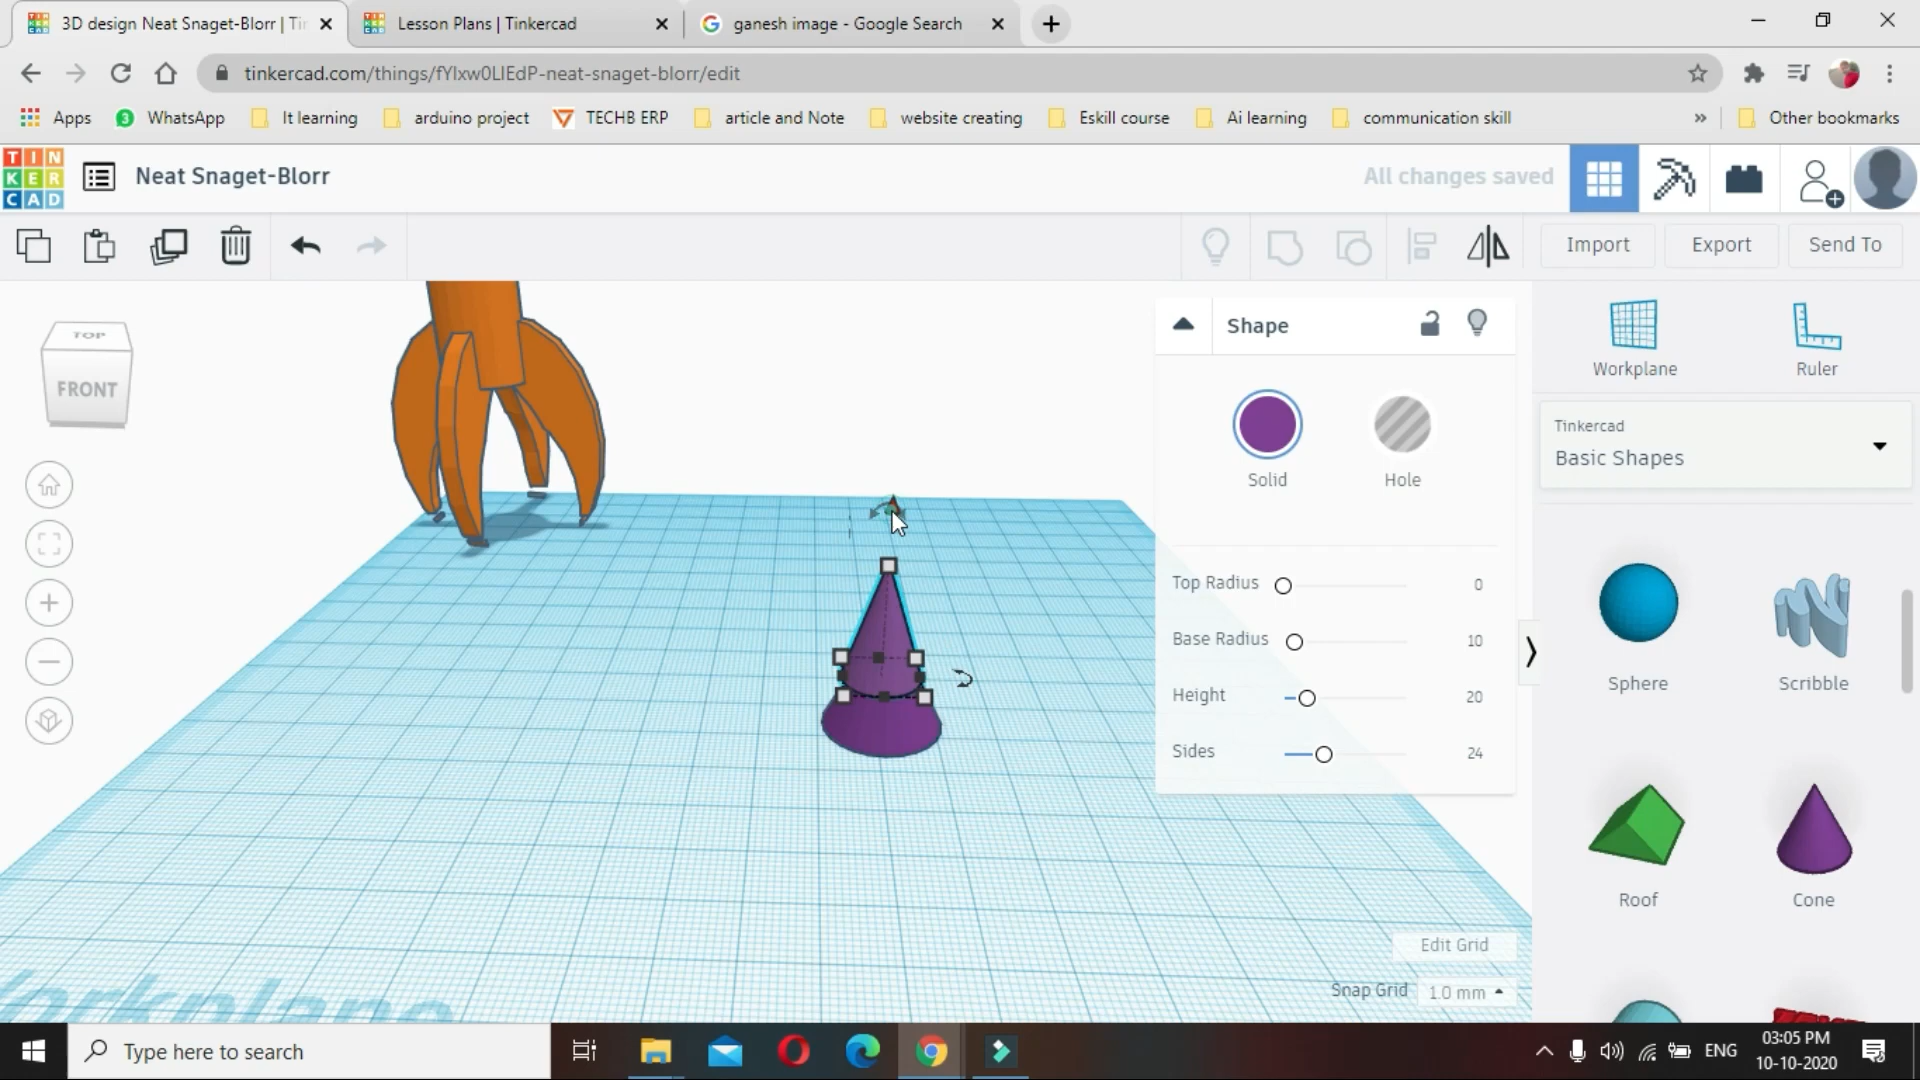 3D design Neat Snaget-Blorr | Ti
Lesson Plans | Tinkercad
ganesh image - Google Search
tinkercad.com/things/fYlxw0LlEdP-neat-snaget-blorr/edit
Apps
3
WhatsApp
It learning
arduino project
TECHB ERP
article and Note
website creating
Eskill course
Ai learning
communication skill
»
Other bookmarks
TIN
KER
CAD
Neat Snaget-Blorr
All changes saved
Import
Export
Send To
TOP
FRONT
Shape
Solid
Hole
Top Radius
0
Base Radius
10
Height
20
Sides
24
Workplane
Ruler
Tinkercad
Basic Shapes
Sphere
Scribble
Roof
Cone
Edit Grid
Snap Grid
1.0 mm
orkplane
Type here to search
ENG
03:05 PM
10-10-2020